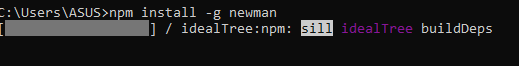 C:\Users\ASUS>npm install -g newman
[                  ] / idealTree:npm: sill idealTree buildDeps